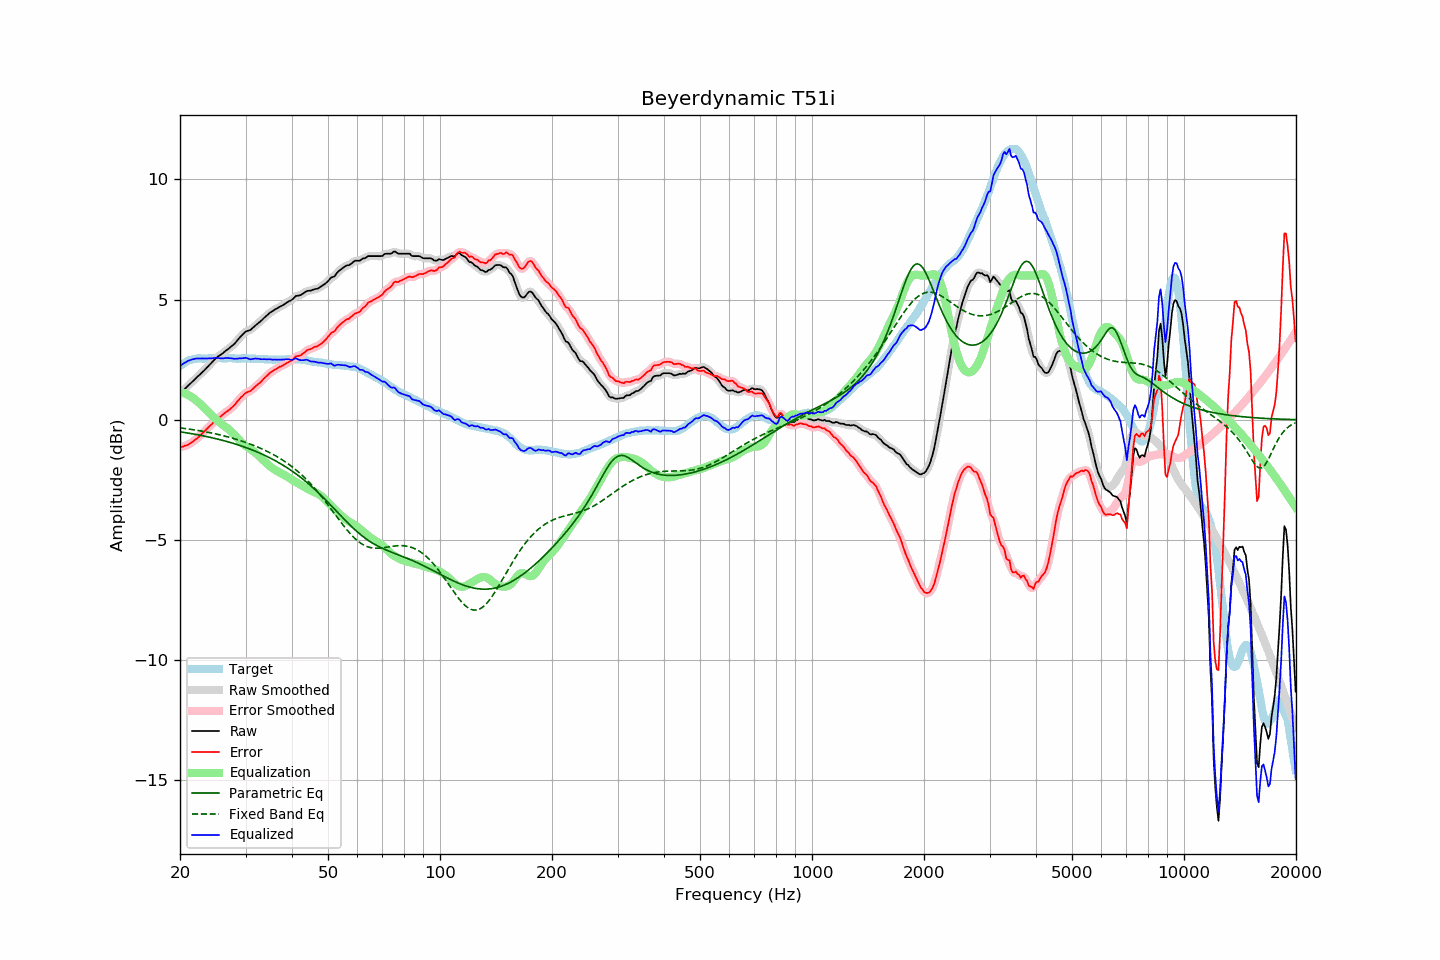 Beyerdynamic T51i
Amplitude (dBr)
10
5
0
−5
−10
−15
Target
Raw Smoothed
Error Smoothed
Raw
Error
Equalization
Parametric Eq
Fixed Band Eq
Equalized
20 50 100 200 500 1000 2000 5000 10000 20000
Frequency (Hz)